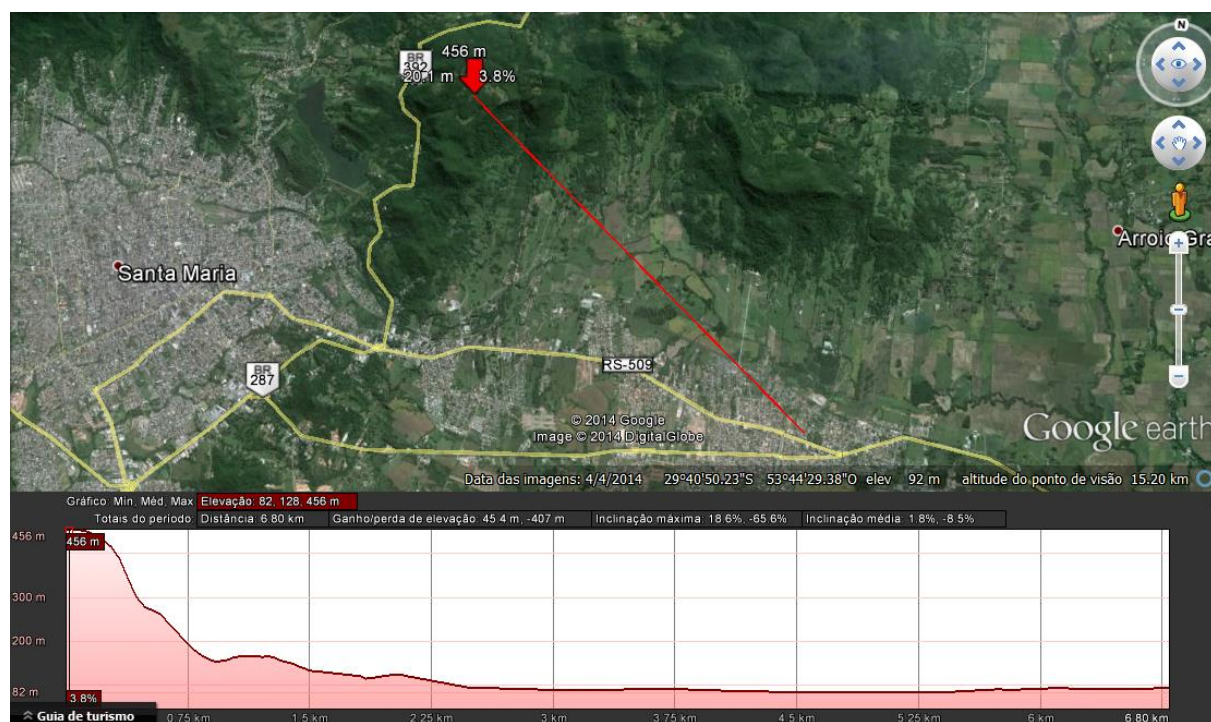 N
BR
392
456 m
20.1 m 3.8%
Santa Maria
Arroio Gra
RS-509
BR
287
© 2014 Google
Image © 2014 DigitalGlobe
Google earth
Data das imagens: 4/4/2014 29°40'50.23"S 53°44'29.38"O elev 92 m altitude do ponto de visão 15.20 km
Gráfico: Mín, Méd, Máx Elevação: 82, 128, 456 m
Totais do período: Distância: 6.80 km Ganho/perda de elevação: 45.4 m, -407 m Inclinação máxima: 18.6%, -65.6% Inclinação média: 1.8%, -8.5%
456 m
456 m
300 m
200 m
82 m
3.8%
Guia de turismo 0.75 km 1.5 km 2.25 km 3 km 3.75 km 4.5 km 5.25 km 6 km 6.80 km